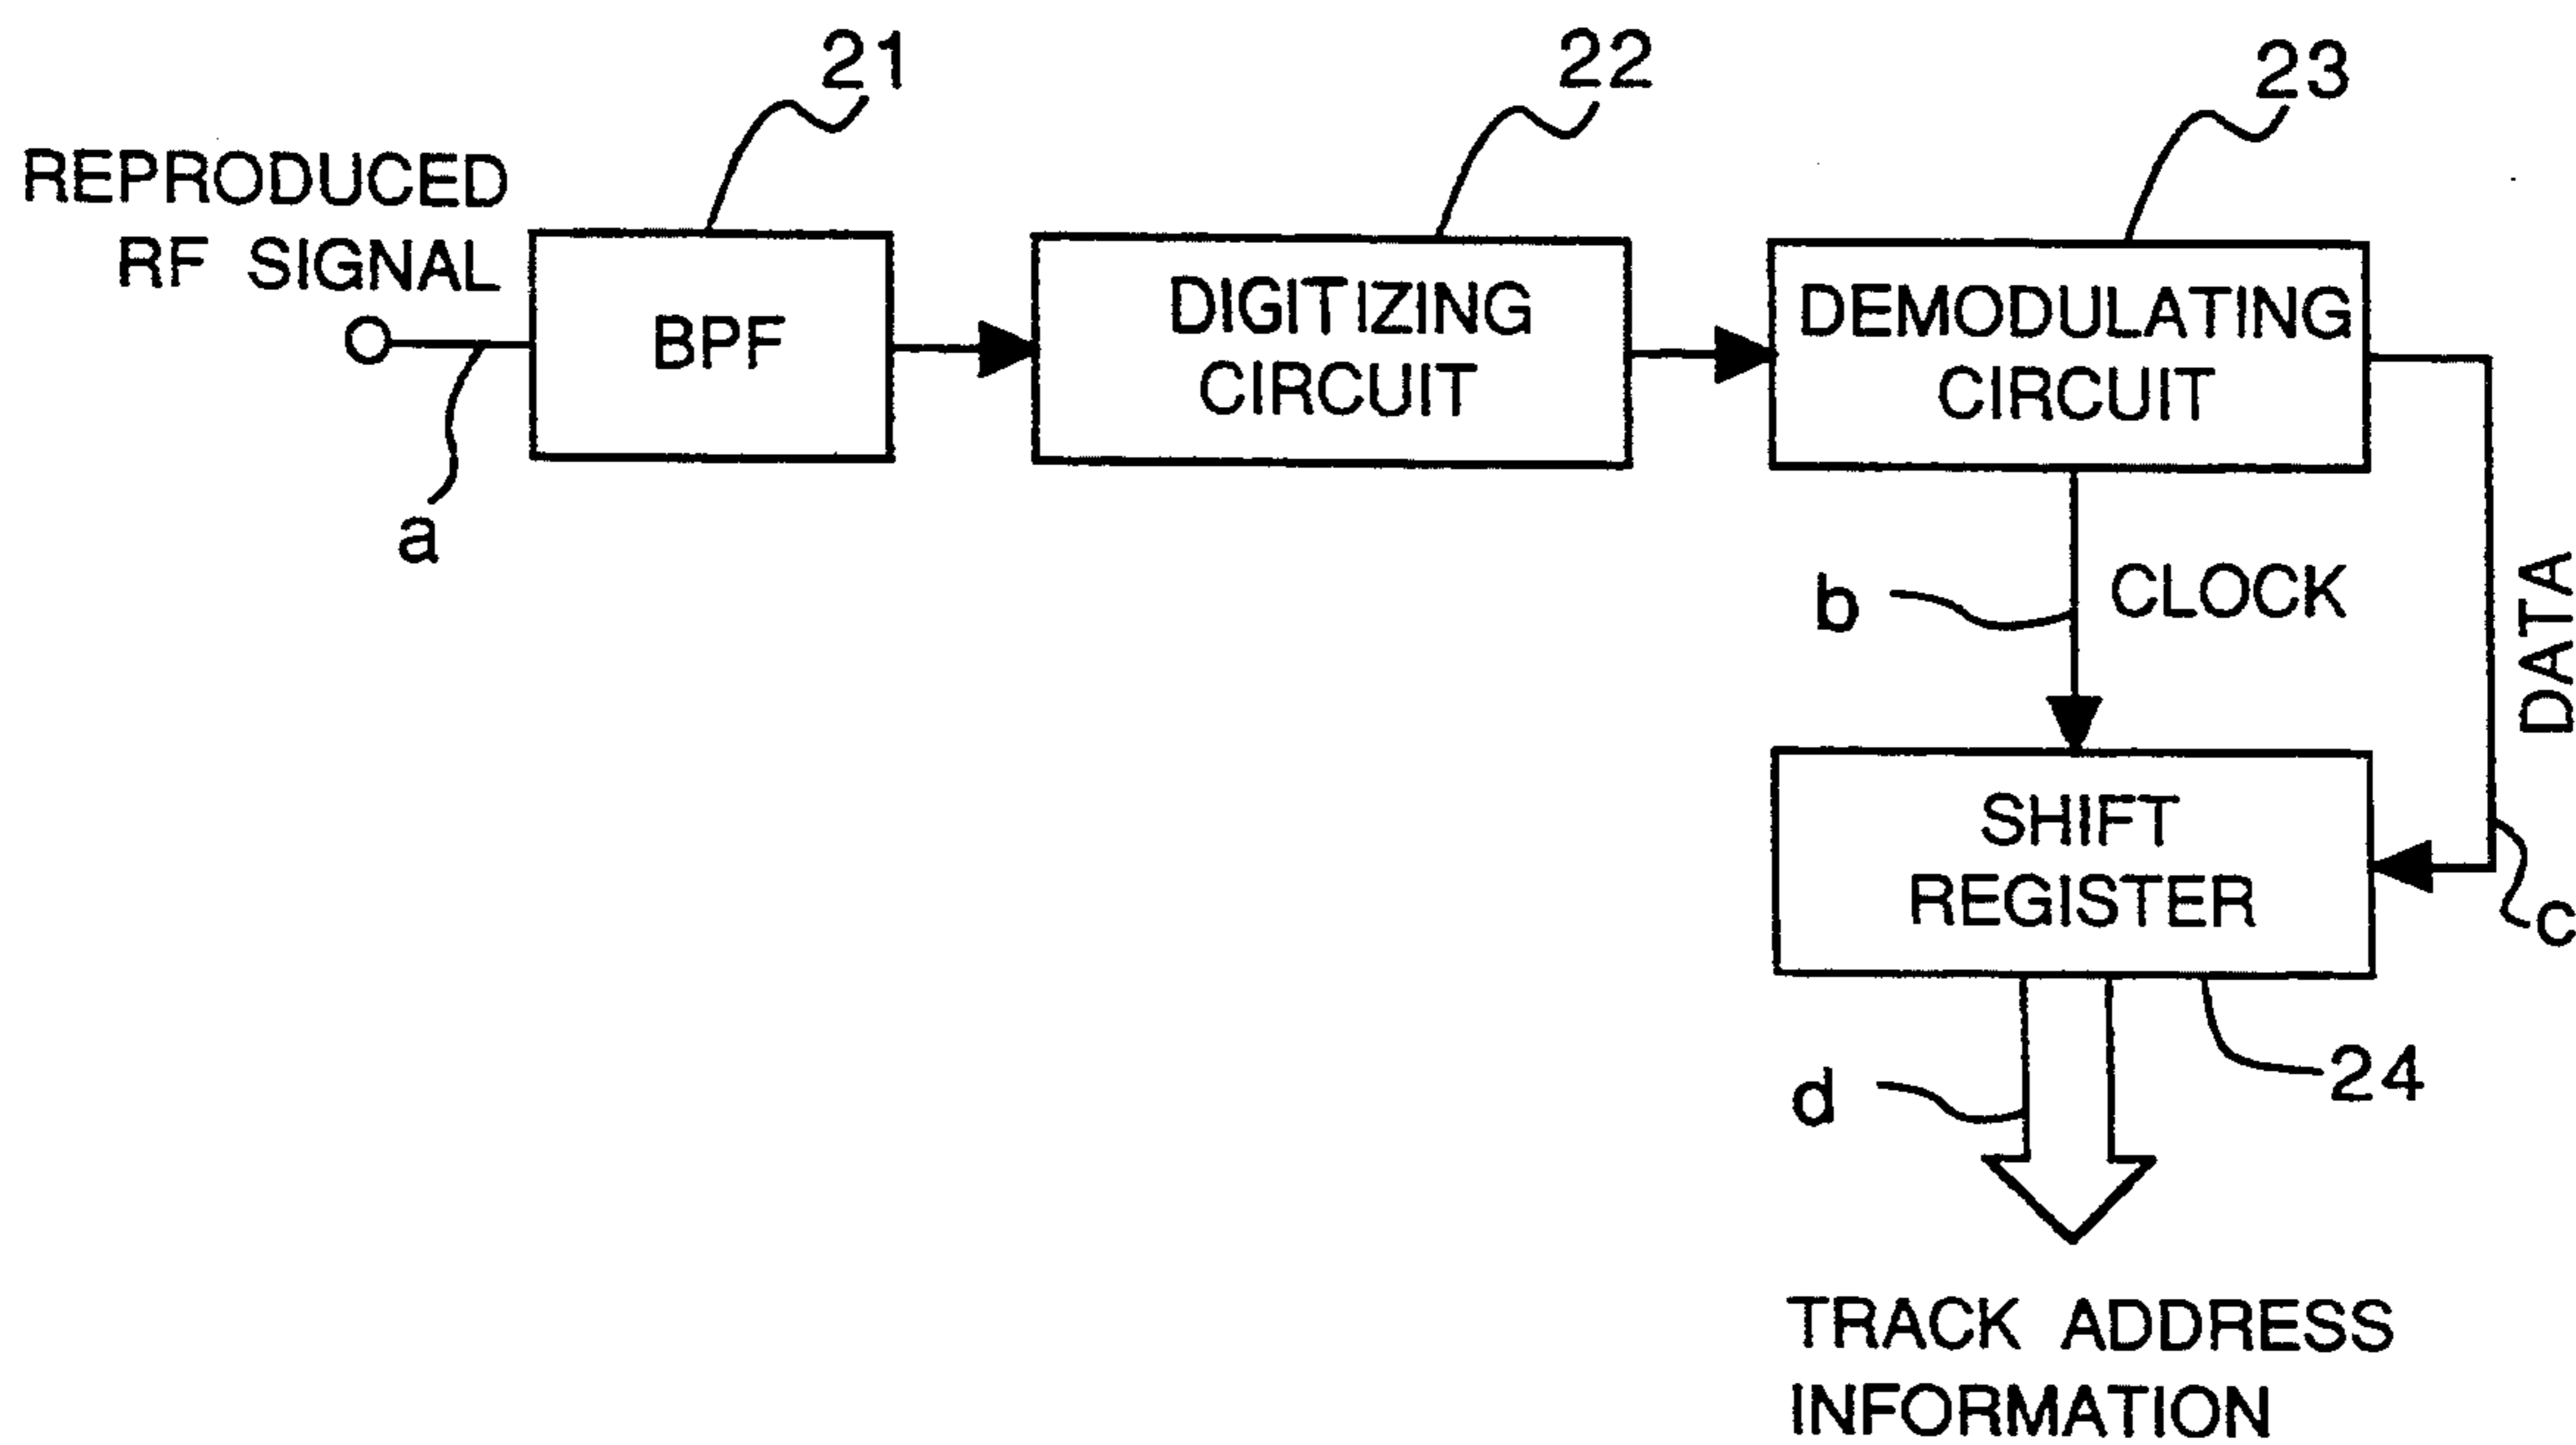 21
22
23
REPRODUCED
RF SIGNAL
BPF
DIGITIZING
CIRCUIT
DEMODULATING
CIRCUIT
a
b
CLOCK
DATA
SHIFT
REGISTER
c
d
24
TRACK ADDRESS
INFORMATION